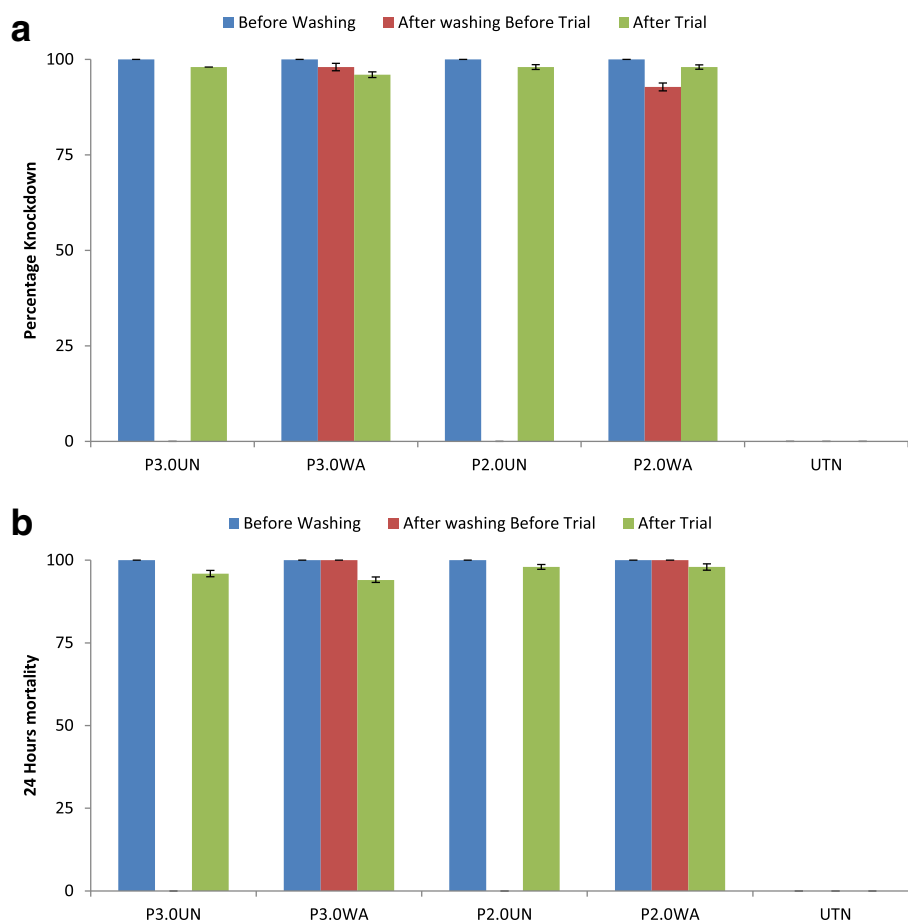 a
Before Washing After washing Before Trial After Trial
100
75
50
25
0
Percentage Knockdown
P3.0UN P3.0WA P2.0UN P2.0WA UTN
b
Before Washing After washing Before Trial After Trial
100
75
50
25
0
24 Hours mortality
P3.0UN P3.0WA P2.0UN P2.0WA UTN